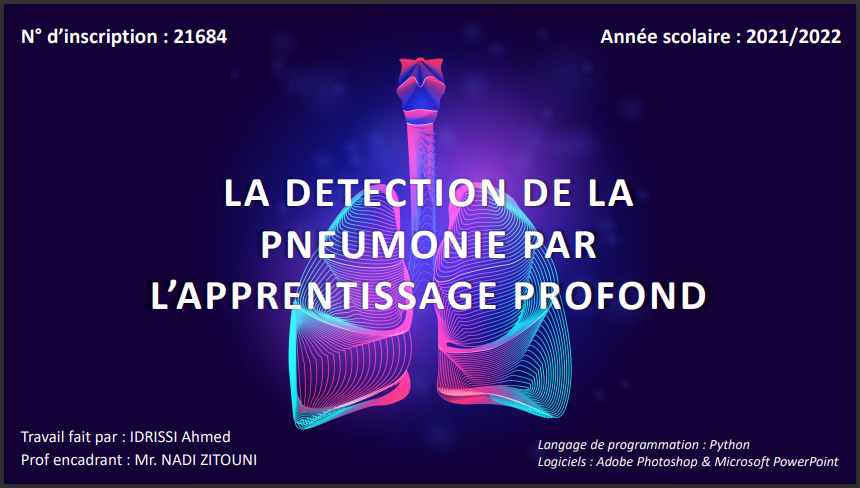 N° d'inscription : 21684
Année scolaire : 2021/2022
LA DETECTION DE LA
PNEUMONIE PAR
L'APPRENTISSAGE PROFOND
Travail fait par : IDRISSI Ahmed
Prof encadrant : Mr. NADI ZITOUNI
Langage de programmation : Python
Logiciels : Adobe Photoshop & Microsoft PowerPoint